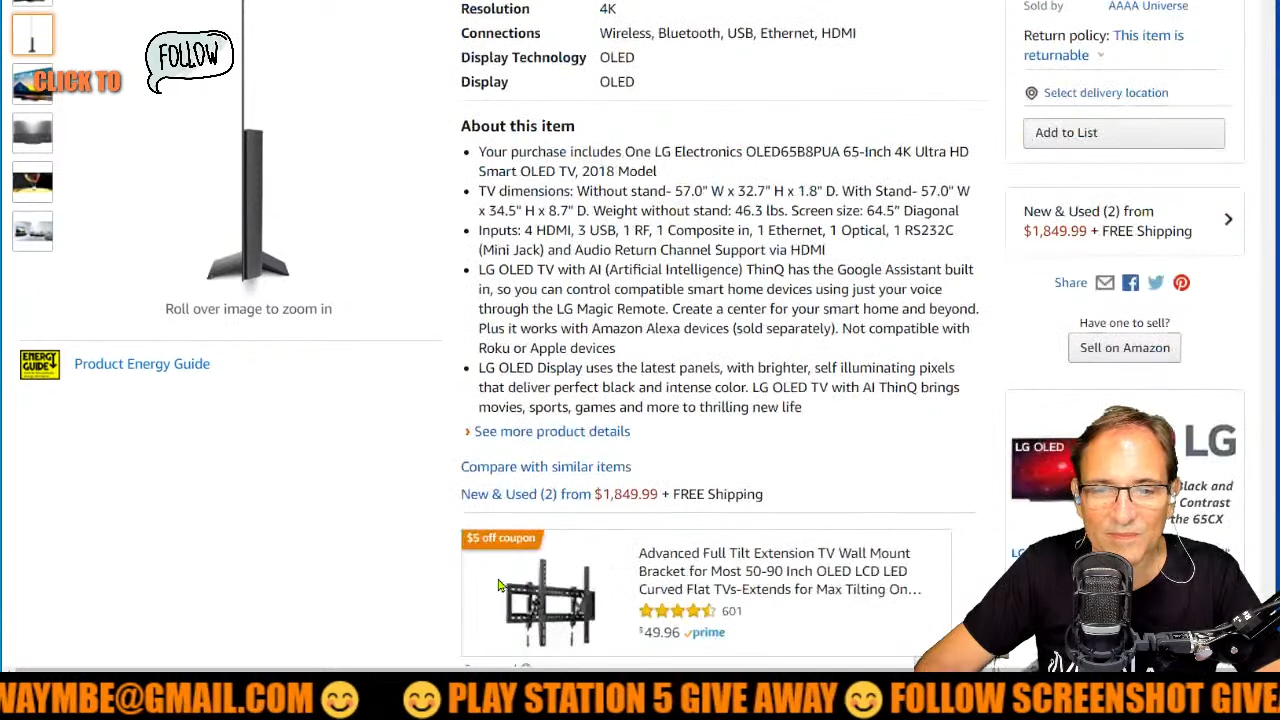 Resolution 4K
Connections Wireless, Bluetooth, USB, Ethernet, HDMI
Display Technology OLED
Display OLED
About this item
Your purchase includes One LG Electronics OLED65B8PUA 65-Inch 4K Ultra HD
Smart OLED TV, 2018 Model
TV dimensions: Without stand- 57.0" W x 32.7" H x 1.8" D. With Stand- 57.0" W
x 34.5" H x 8.7" D. Weight without stand: 46.3 lbs. Screen size: 64.5” Diagonal
Inputs: 4 HDMI, 3 USB, 1 RF, 1 Composite in, 1 Ethernet, 1 Optical, 1 RS232C
(Mini Jack) and Audio Return Channel Support via HDMI
LG OLED TV with AI (Artificial Intelligence) ThinQ has the Google Assistant built
in, so you can control compatible smart home devices using just your voice
through the LG Magic Remote. Create a center for your smart home and beyond.
Plus it works with Amazon Alexa devices (sold separately). Not compatible with
Roku or Apple devices
LG OLED Display uses the latest panels, with brighter, self illuminating pixels
that deliver perfect black and intense color. LG OLED TV with AI ThinQ brings
movies, sports, games and more to thrilling new life
› See more product details
Compare with similar items
New & Used (2) from $1,849.99 + FREE Shipping
$5 off coupon
Advanced Full Tilt Extension TV Wall Mount
Bracket for Most 50-90 Inch OLED LCD LED
Curved Flat TVs-Extends for Max Tilting On…
601
$49.96 prime
CLICK TO
FOLLOW
Roll over image to zoom in
ENERGY
GUIDE
Product Energy Guide
Sold by AAAA Universe
Return policy: This item is
returnable
Select delivery location
Add to List
New & Used (2) from
$1,849.99 + FREE Shipping
Share
Have one to sell?
Sell on Amazon
LG OLED
LG
Black and
Contrast
the 65CX
WAYMBE@GMAIL.COM PLAY STATION 5 GIVE AWAY FOLLOW SCREENSHOT GIVE